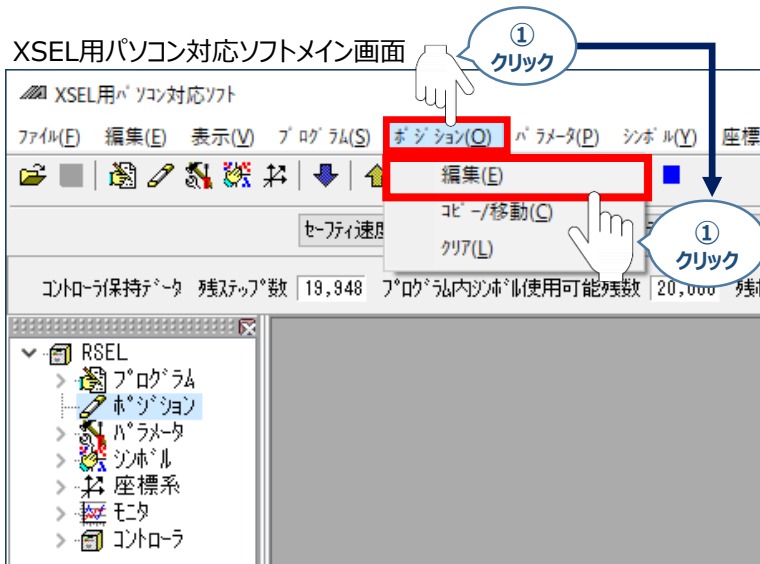 XSEL用パソコン対応ソフトメイン画面
①
クリック
XSEL用ﾊﾟｿｺﾝ対応ｿﾌﾄ
ﾌｧｲﾙ(F) 編集(E) 表示(V) ﾌﾟﾛｸﾞﾗﾑ(S) ﾎﾟｼﾞｼｮﾝ(O) ﾊﾟﾗﾒｰﾀ(P) ｼﾝﾎﾞﾙ(Y) 座標
編集(E)
ｺﾋﾟｰ/移動(C)
ｸﾘｱ(L)
ｾｰﾌﾃｨ速度
①
クリック
ｺﾝﾄﾛｰﾗ保持ﾃﾞｰﾀ 残ｽﾃｯﾌﾟ数 19,948 ﾌﾟﾛｸﾞﾗﾑ内ｼﾝﾎﾞﾙ使用可能残数 20,000
RSEL
ﾌﾟﾛｸﾞﾗﾑ
ﾎﾟｼﾞｼｮﾝ
ﾊﾟﾗﾒｰﾀ
ｼﾝﾎﾞﾙ
座標系
ﾓﾆﾀ
ｺﾝﾄﾛｰﾗ